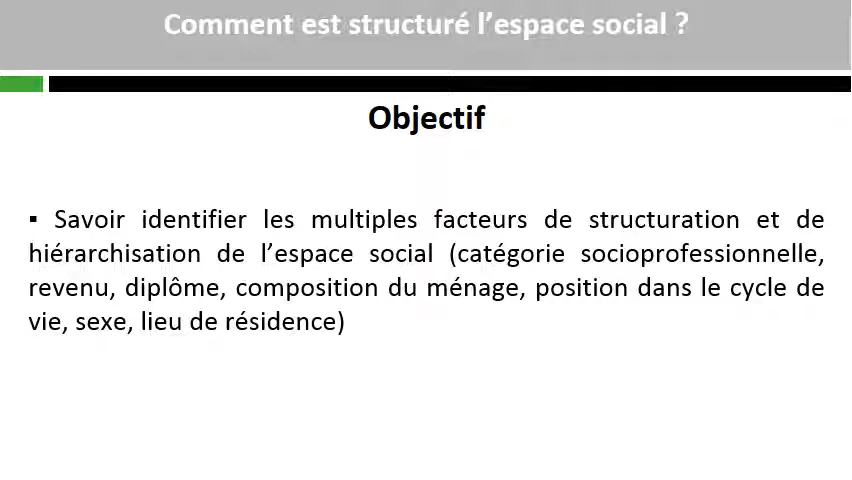 Comment est structuré l’espace social ?
Objectif
▪ Savoir identifier les multiples facteurs de structuration et de
hiérarchisation de l’espace social (catégorie socioprofessionnelle,
revenu, diplôme, composition du ménage, position dans le cycle de
vie, sexe, lieu de résidence)